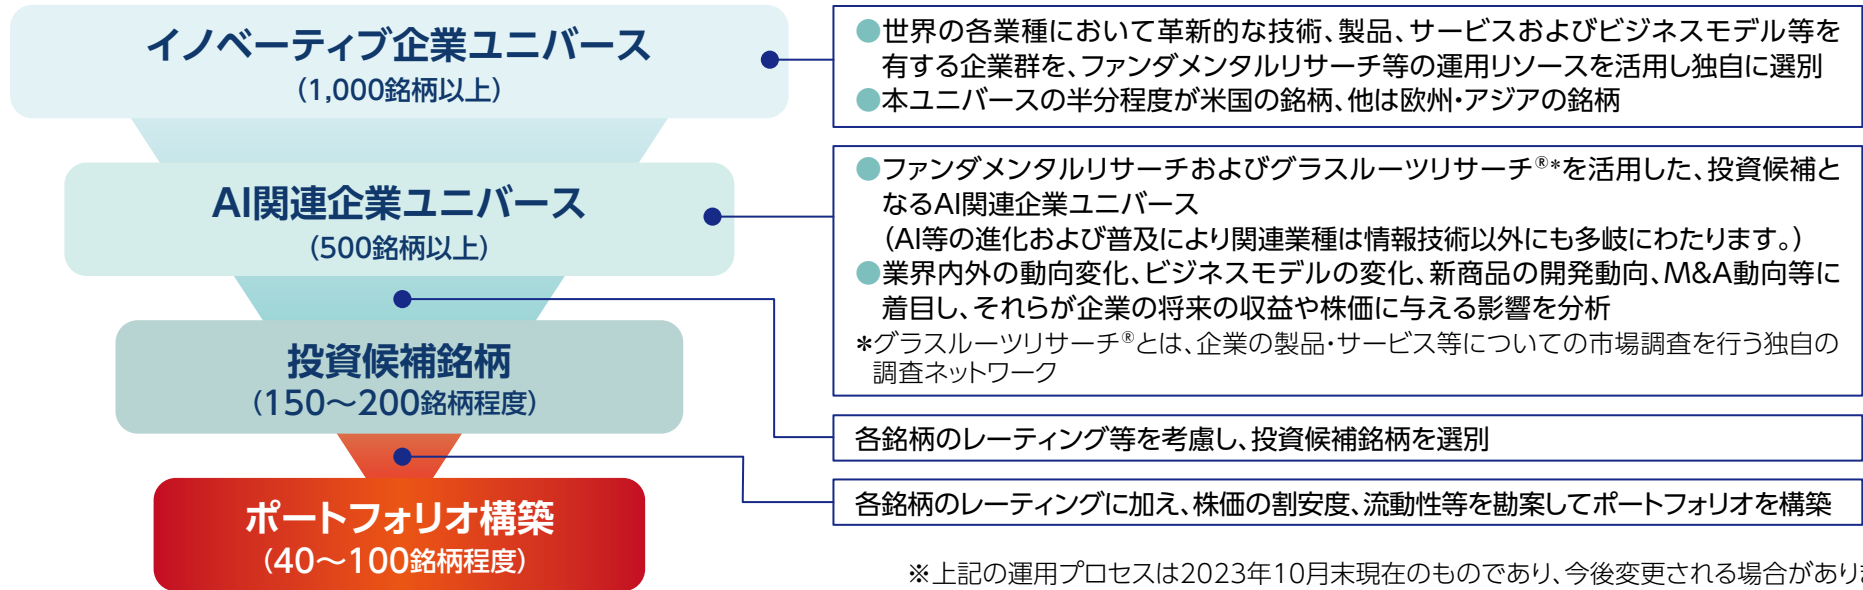 イノベーティブ企業ユニバース
(1,000銘柄以上)
●世界の各業種において革新的な技術、製品、サービスおよびビジネスモデル等を
有する企業群を、ファンダメンタルリサーチ等の運用リソースを活用し独自に選別
●本ユニバースの半分程度が米国の銘柄、他は欧州・アジアの銘柄
AI関連企業ユニバース
(500銘柄以上)
●ファンダメンタルリサーチおよびグラスルーツリサーチ®*を活用した、投資候補と
なるAI関連企業ユニバース
(AI等の進化および普及により関連業種は情報技術以外にも多岐にわたります。)
●業界内外の動向変化、ビジネスモデルの変化、新商品の開発動向、M&A動向等に
着目し、それらが企業の将来の収益や株価に与える影響を分析
*グラスルーツリサーチ®とは、企業の製品・サービス等についての市場調査を行う独自の
調査ネットワーク
投資候補銘柄
(150~200銘柄程度)
各銘柄のレーティング等を考慮し、投資候補銘柄を選別
ポートフォリオ構築
(40~100銘柄程度)
各銘柄のレーティングに加え、株価の割安度、流動性等を勘案してポートフォリオを構築
※上記の運用プロセスは2023年10月末現在のものであり、今後変更される場合があり